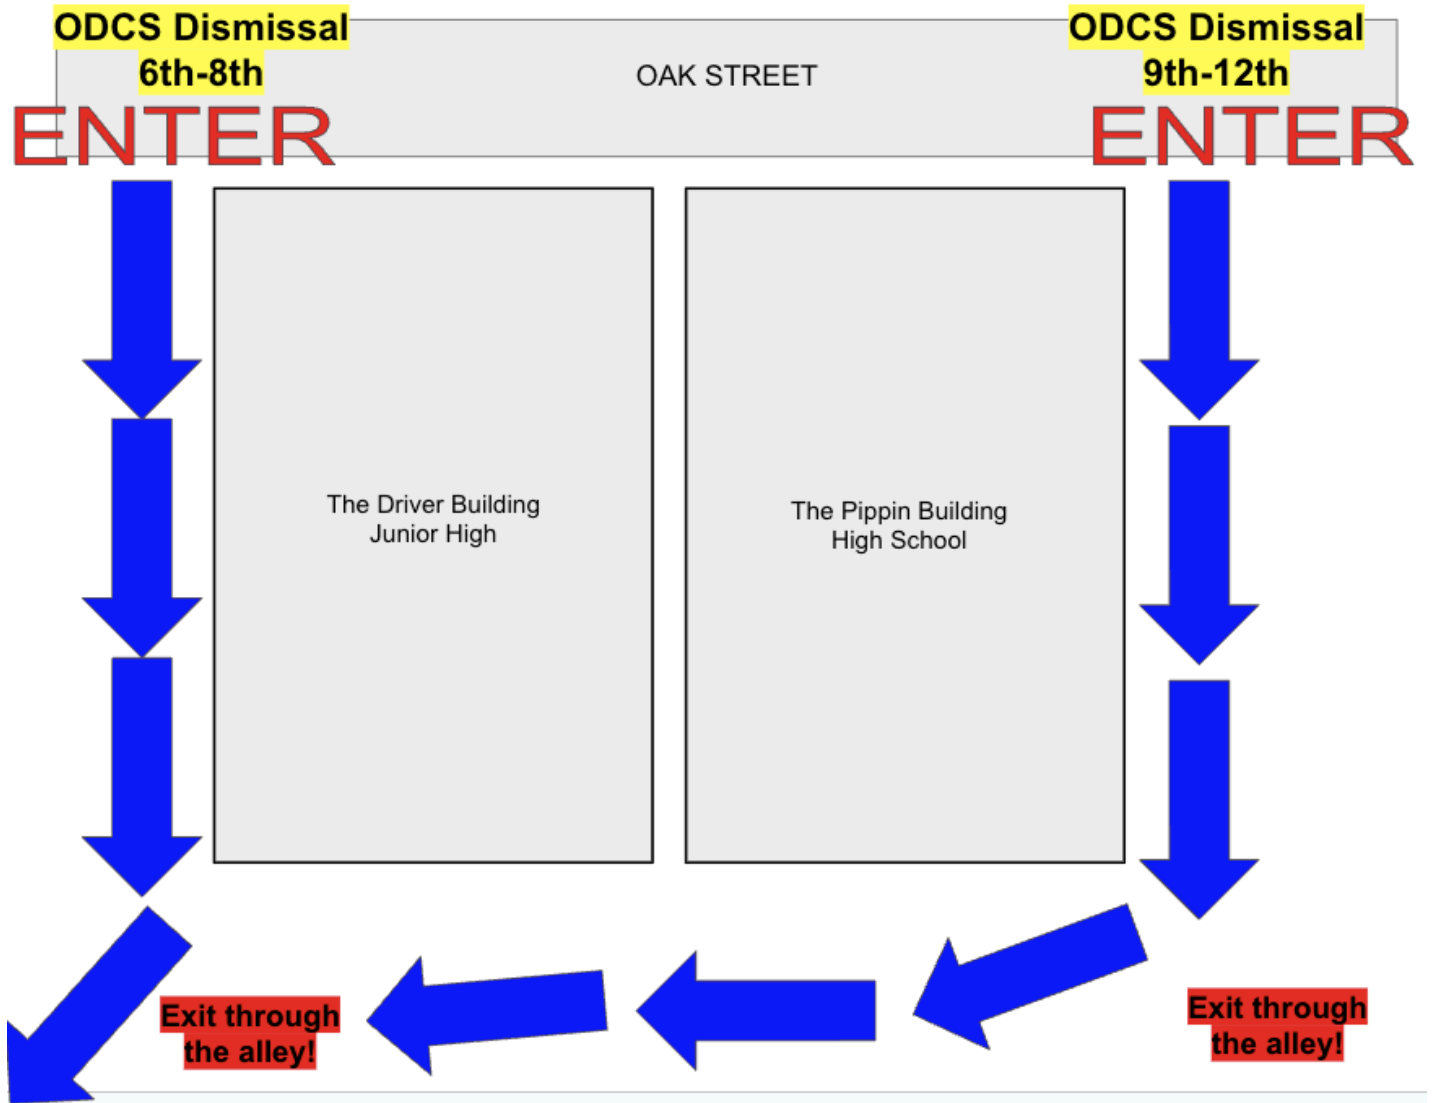 ODCS Dismissal
6th-8th
ENTER
OAK STREET
ODCS Dismissal
9th-12th
ENTER
The Driver Building
Junior High
The Pippin Building
High School
Exit through
the alley!
Exit through
the alley!